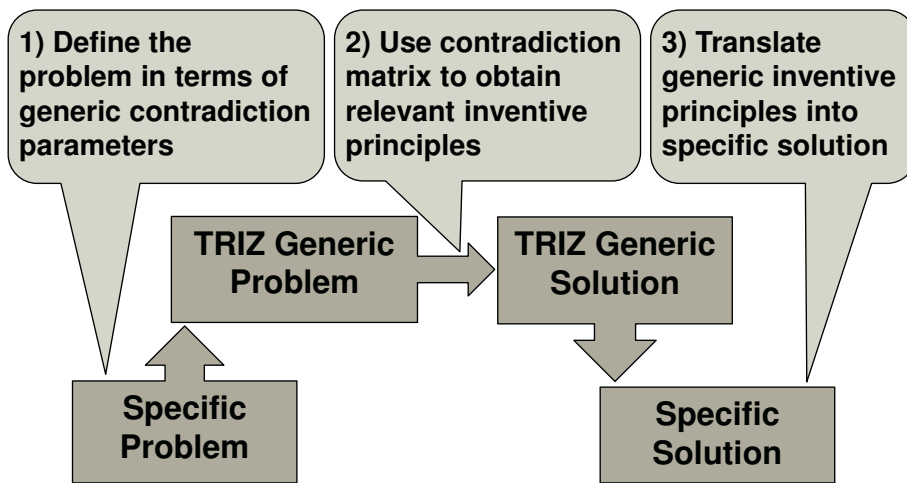 1) Define the
problem in terms of
generic contradiction
parameters
2) Use contradiction
matrix to obtain
relevant inventive
principles
3) Translate
generic inventive
principles into
specific solution
TRIZ Generic
Problem
TRIZ Generic
Solution
Specific
Problem
Specific
Solution